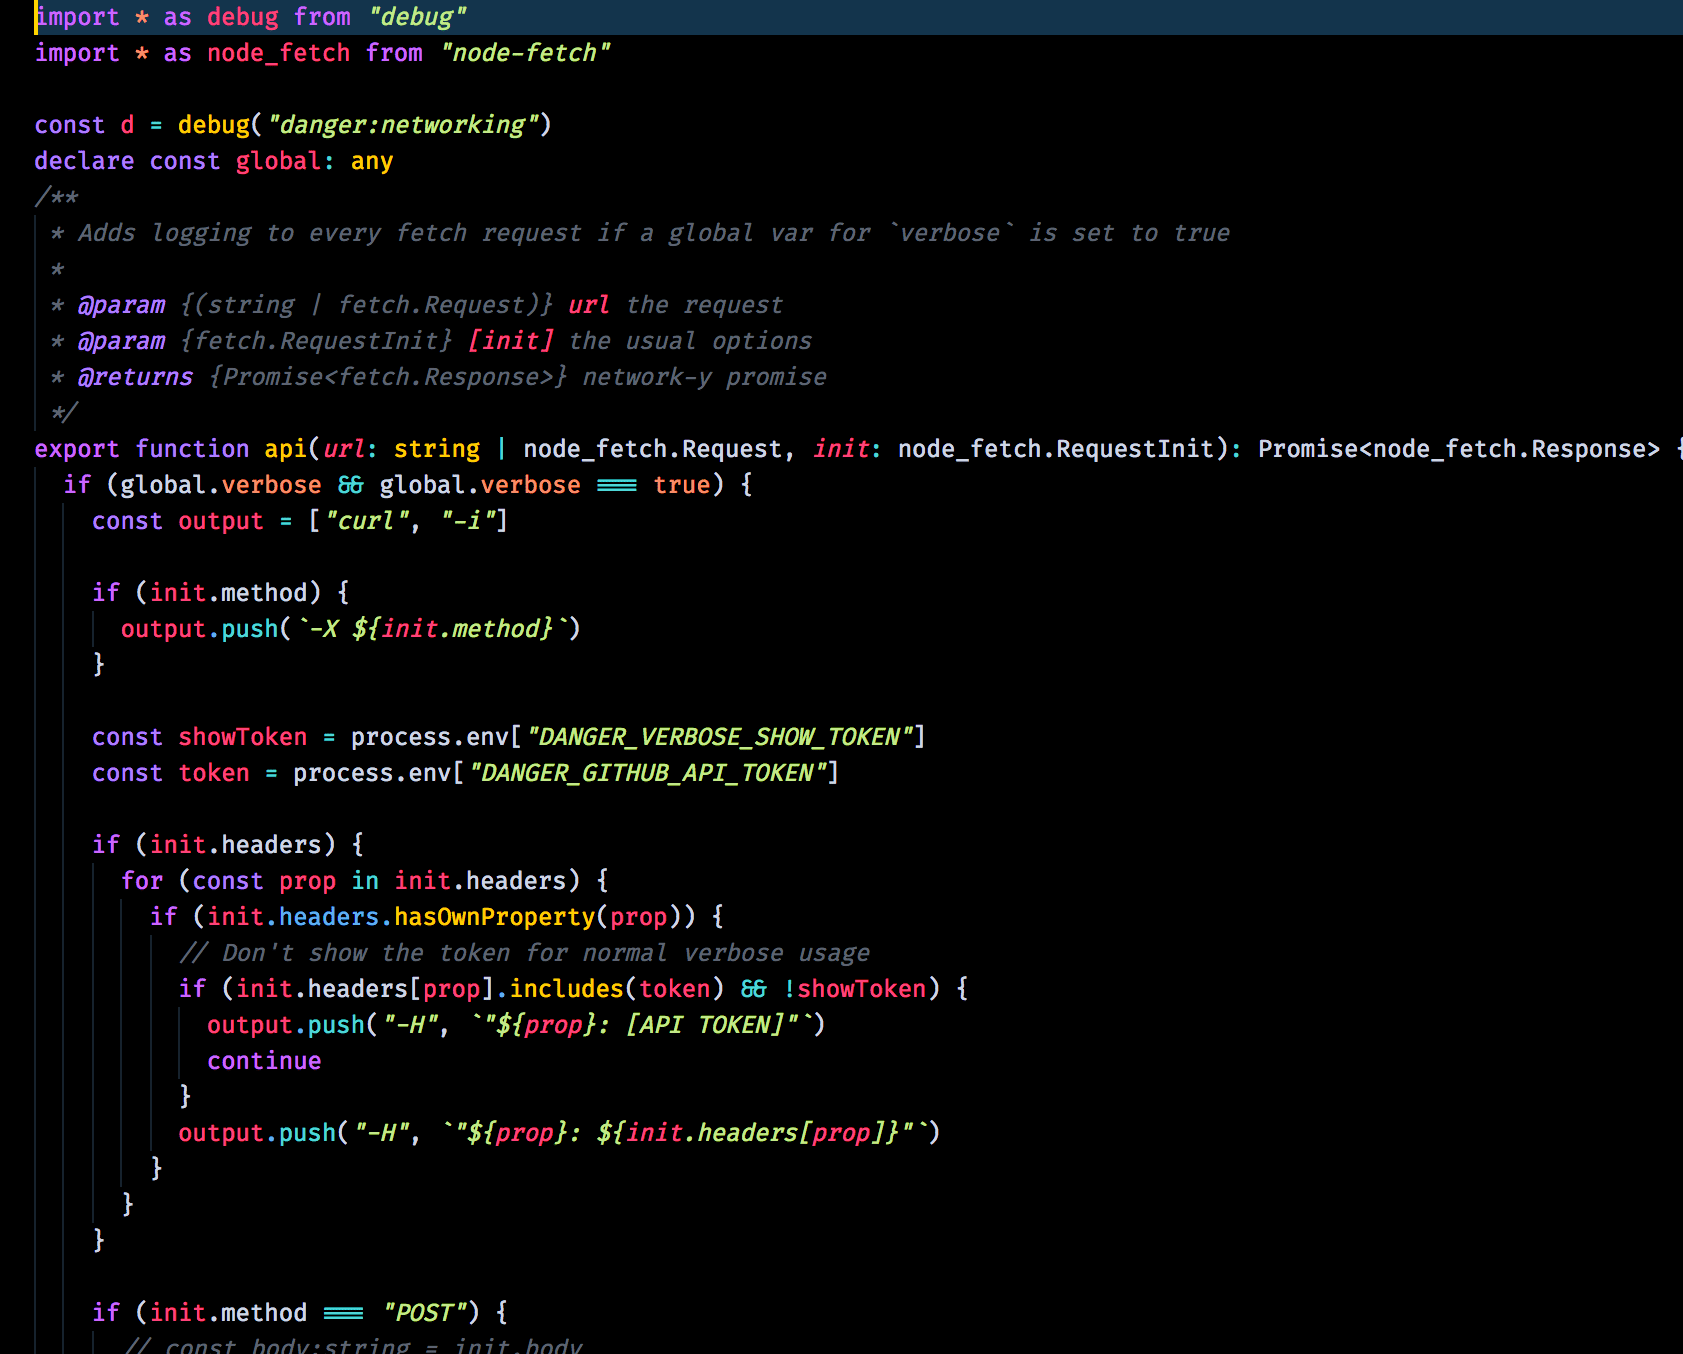 import * as debug from "debug"
import * as node_fetch from "node-fetch"
const d = debug("danger:networking")
declare const global: any
/**
* Adds logging to every fetch request if a global var for `verbose` is set to true
*
* @param {(string | fetch.Request)} url the request
* @param {fetch.RequestInit} [init] the usual options
* @returns {Promise<fetch.Response>} network-y promise
*/
export function api(url: string | node_fetch.Request, init: node_fetch.RequestInit): Promise<node_fetch.Response> {
if (global.verbose && global.verbose === true) {
const output = ["curl", "-i"]
if (init.method) {
output.push(`-X ${init.method}`)
}
const showToken = process.env["DANGER_VERBOSE_SHOW_TOKEN"]
const token = process.env["DANGER_GITHUB_API_TOKEN"]
if (init.headers) {
for (const prop in init.headers) {
if (init.headers.hasOwnProperty(prop)) {
// Don't show the token for normal verbose usage
if (init.headers[prop].includes(token) && !showToken) {
output.push("-H", `"${prop}: [API TOKEN]"`)
continue
}
output.push("-H", `"${prop}: ${init.headers[prop]}"`)
}
}
}
if (init.method === "POST") {
// const body:string = init.body